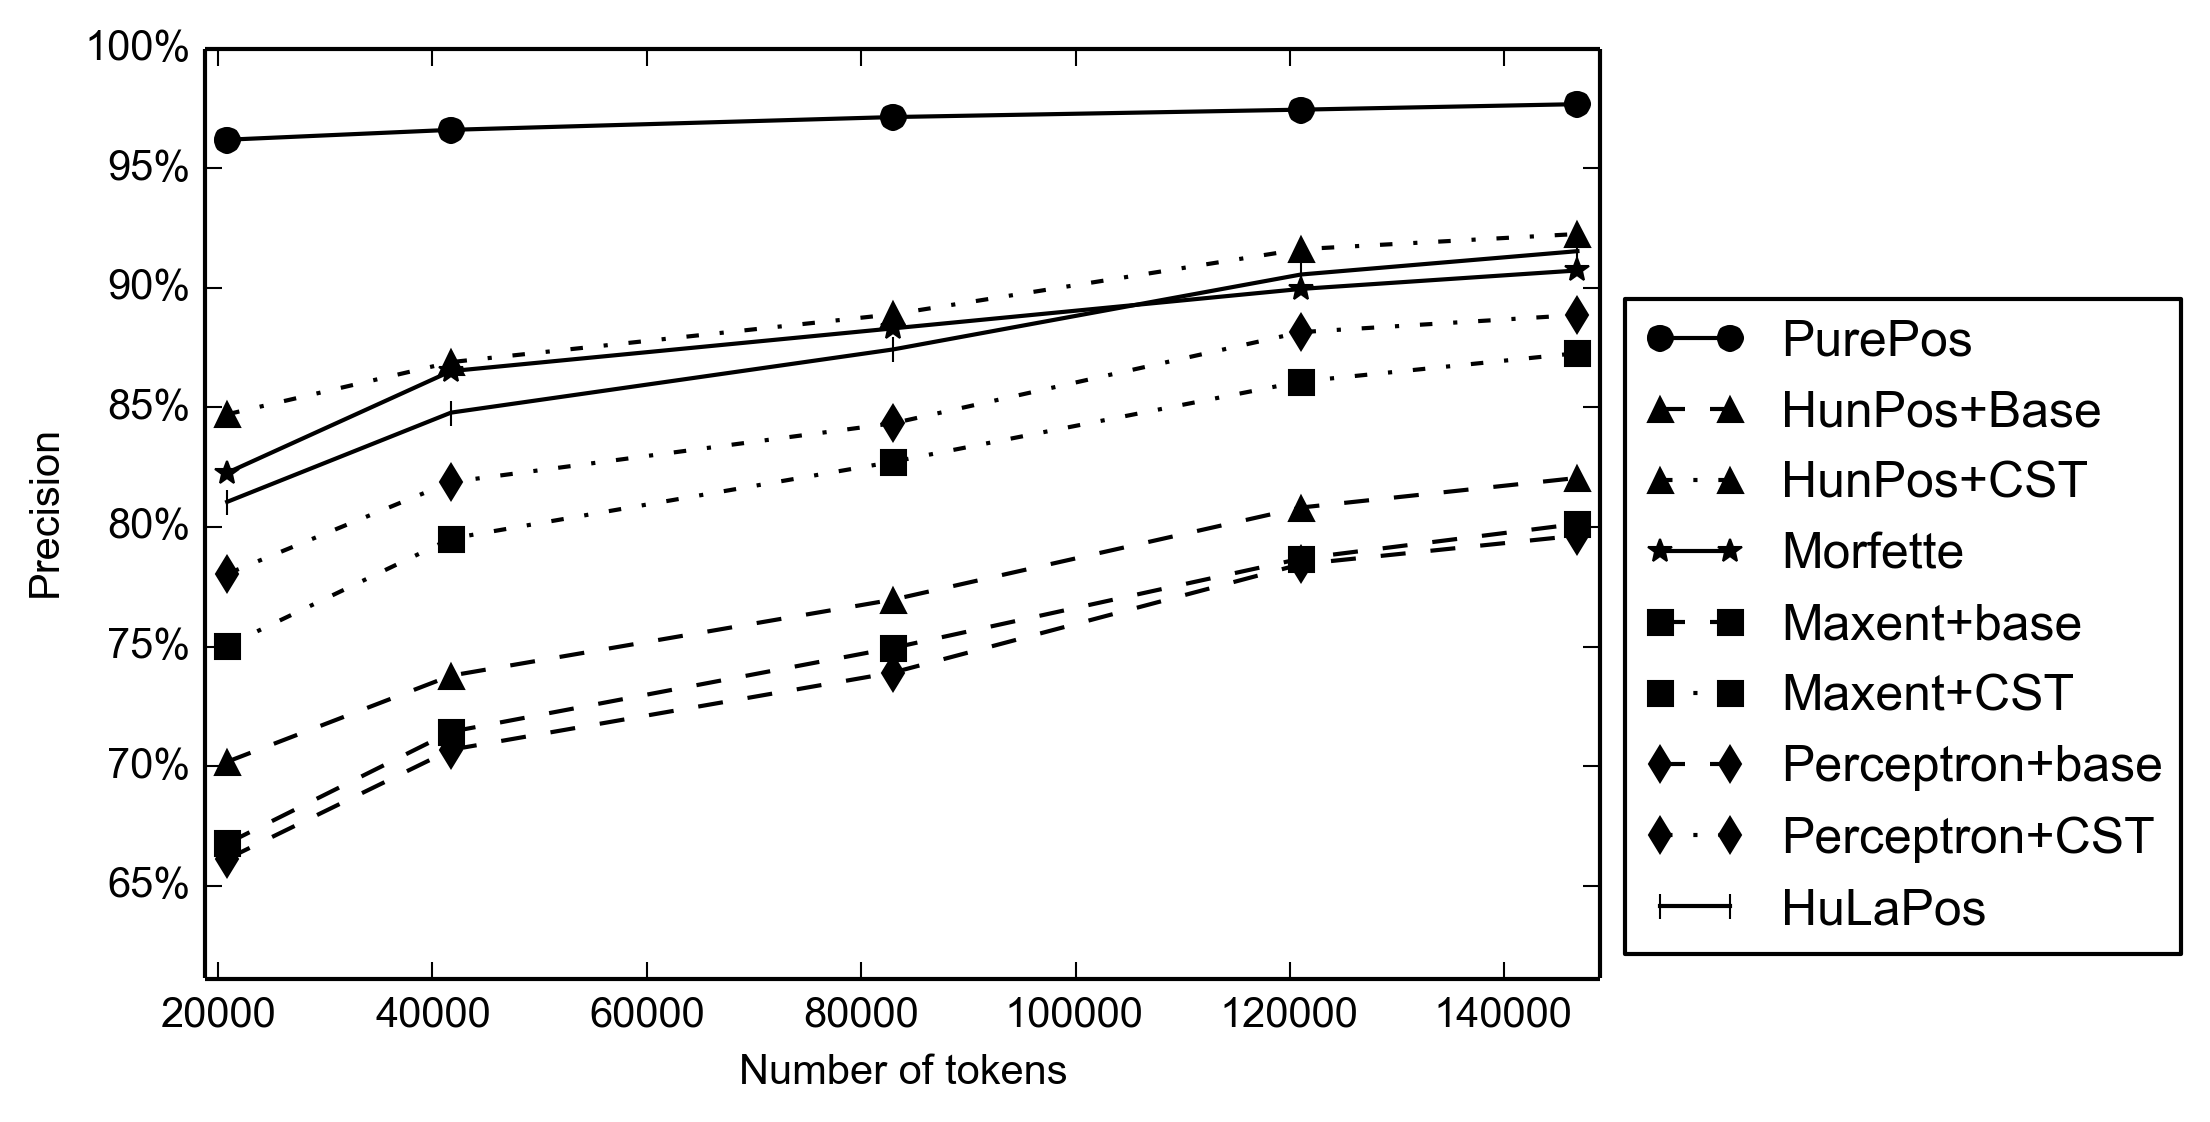 100%
95%
90%
85%
80%
75%
70%
65%
Precision
20000 40000 60000 80000 100000 120000 140000
Number of tokens
PurePos
HunPos+Base
HunPos+CST
Morfette
Maxent+base
Maxent+CST
Perceptron+base
Perceptron+CST
HuLaPos